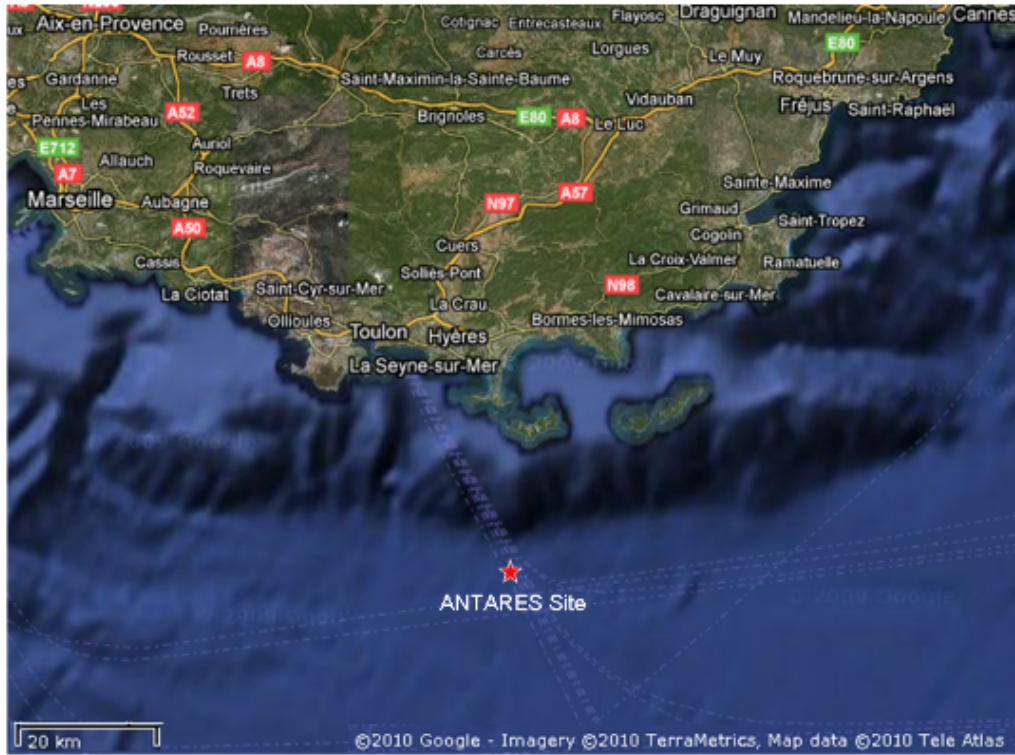 Aix-en-Provence
Pourrières
Cotignac
Entrecasteaux
Flayosc
Draguignan
Mandelieu-la-Napoule
Cannes
Rousset
A8
Carcès
Lorgues
Le Muy
E80
Gardanne
Trets
Saint-Maximin-la-Sainte-Baume
Roquebrune-sur-Argens
Les
Pennes-Mirabeau
A52
Brignoles
E80
A8
Le Luc
Vidauban
Fréjus
Saint-Raphaël
E712
Allauch
Auriol
Roquevaire
A7
Marseille
Aubagne
A50
N97
A57
Sainte-Maxime
Grimaud
Cogolin
Saint-Tropez
Cassis
Cuers
La Ciotat
Saint-Cyr-sur-Mer
Solliès-Pont
La Croix-Valmer
Ramatuelle
N98
La Crau
Cavalaire-sur-Mer
Ollioules
Toulon
Hyères
Bormes-les-Mimosas
La Seyne-sur-Mer
ANTARES Site
20 km
©2010 Google - Imagery ©2010 TerraMetrics, Map data ©2010 Tele Atlas